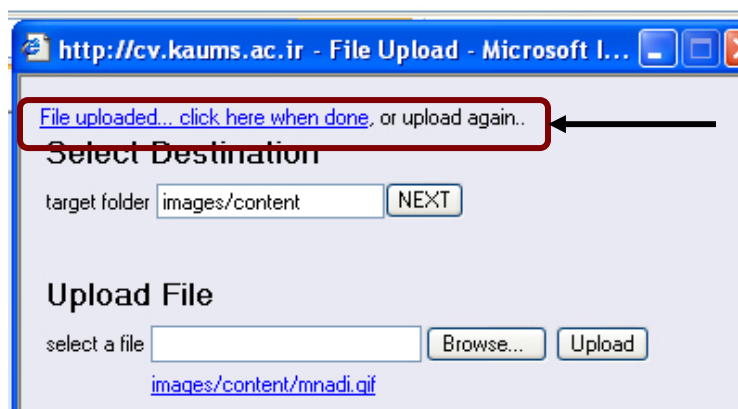 http://cv.kaums.ac.ir - File Upload - Microsoft I...
File uploaded... click here when done, or upload again..
Select Destination
target folder images/content NEXT
Upload File
select a file Browse... Upload
images/content/mnadi.gif